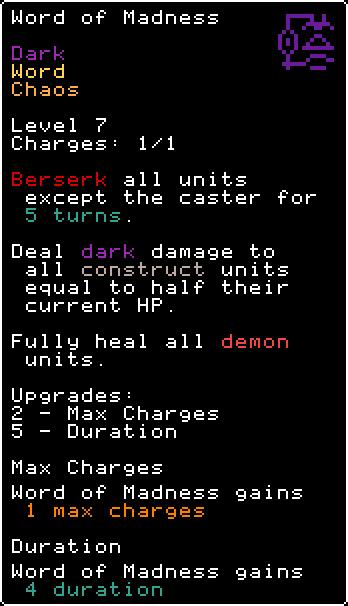 Word of Madness
Dark
Word
Chaos
Level 7
Charges: 1/1
Berserk all units
except the caster for
5 turns.
Deal dark damage to
all construct units
equal to half their
current HP.
Fully heal all demon
units.
Upgrades:
2 - Max Charges
5 - Duration
Max Charges
Word of Madness gains
1 max charges
Duration
Word of Madness gains
4 duration